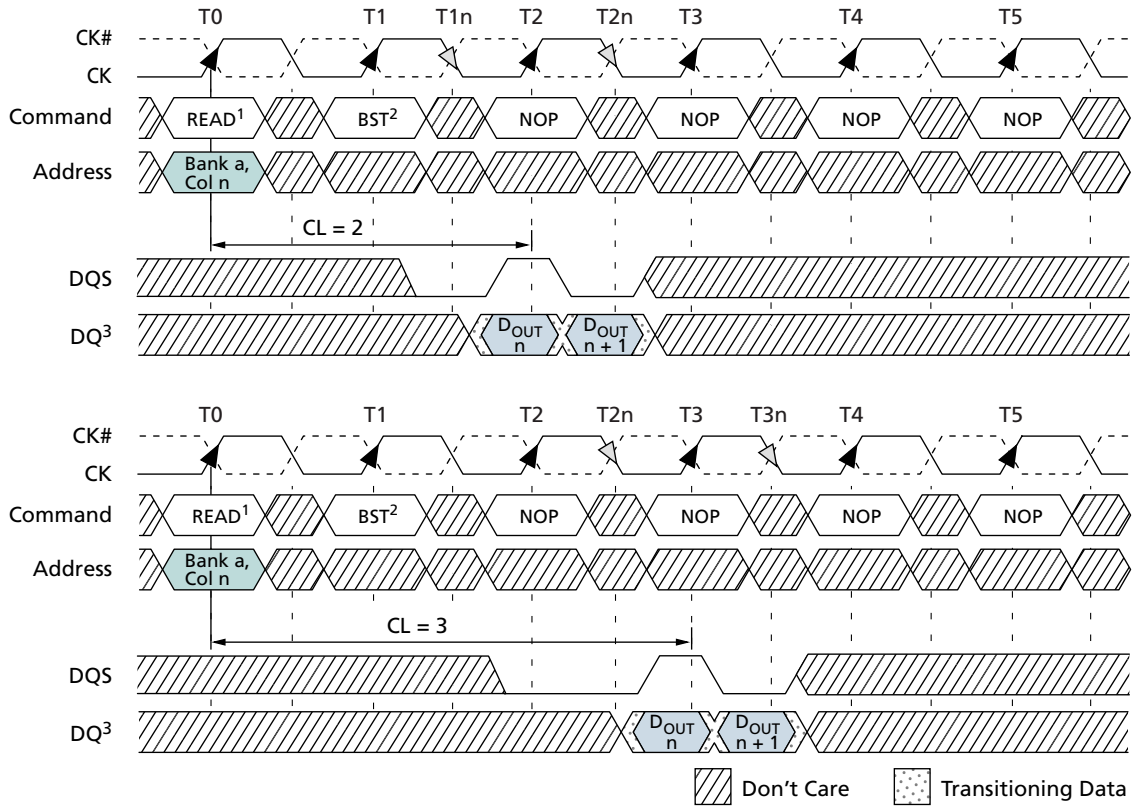 T0 T1 T1n T2 T2n T3 T4 T5
CK#
CK
Command READ1 BST2 NOP NOP NOP NOP
Address Bank a,
Col n
CL = 2
DQS
DQ3 DOUT
n DOUT
n + 1
T0 T1 T2 T2n T3 T3n T4 T5
CK#
CK
Command READ1 BST2 NOP NOP NOP NOP
Address Bank a,
Col n
CL = 3
DQS
DQ3 DOUT
n DOUT
n + 1
Don't Care Transitioning Data